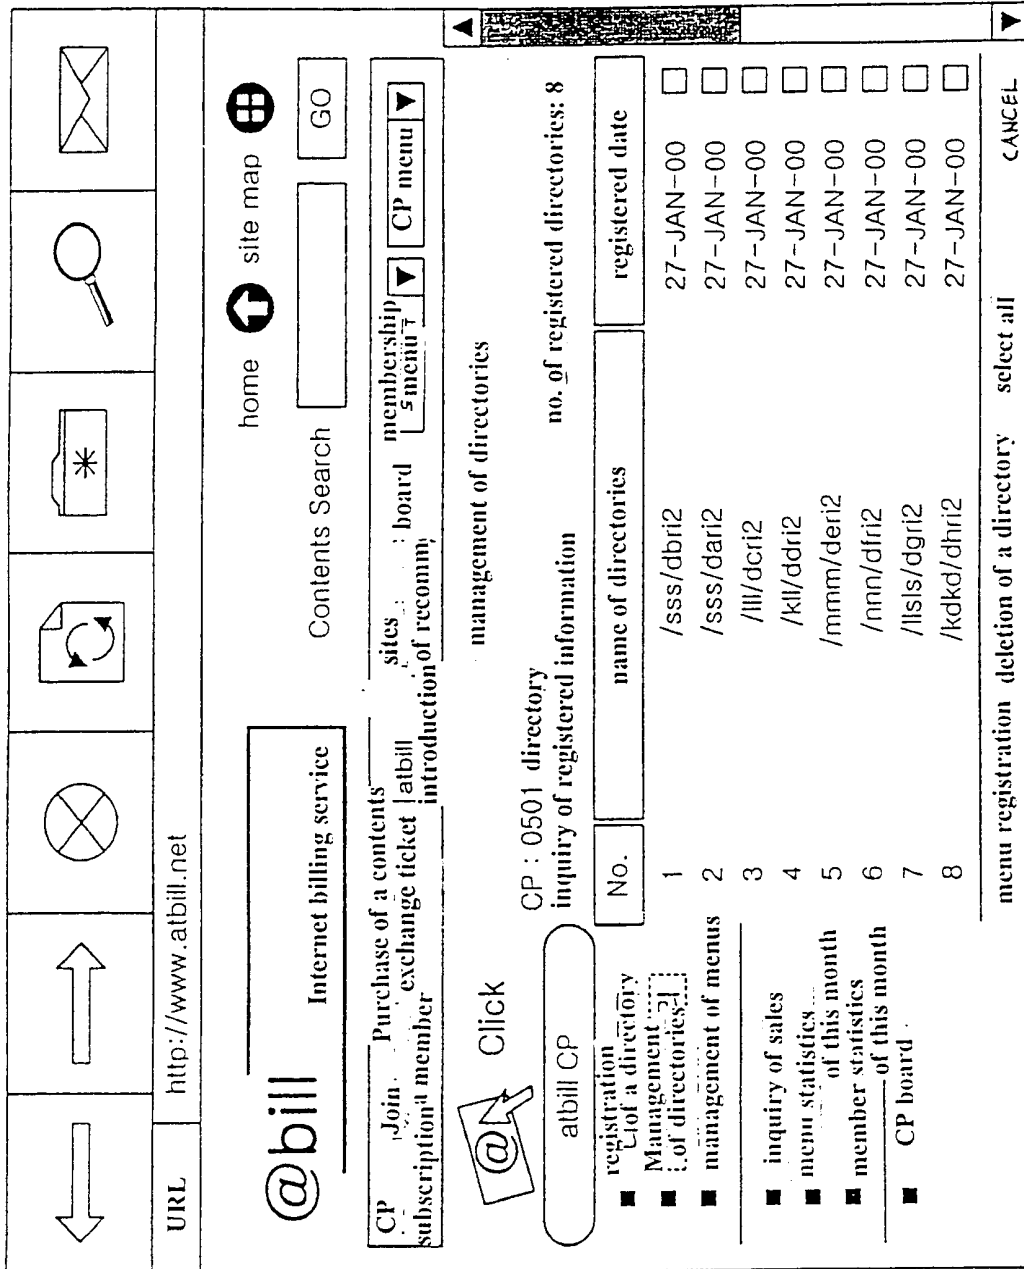 URL http://www.atbill.net
@bill
Internet billing service
home site map
Contents Search GO
CP subscription
Join member
Purchase of a contents exchange ticket
atbill introduction
sites of recomm
board
membership menu
CP menu
@ Click
management of directories
atbill CP
CP : 0501 directory
inquiry of registered information no. of registered directories: 8
registration of a directory
Management of directories
management of menus
inquiry of sales
menu statistics of this month
member statistics of this month
CP board
No. name of directories registered date
1 /sss/dbri2 27-JAN-00
2 /sss/dari2 27-JAN-00
3 /lll/dcri2 27-JAN-00
4 /kll/ddri2 27-JAN-00
5 /mmm/deri2 27-JAN-00
6 /nnn/dfri2 27-JAN-00
7 /llsls/dgri2 27-JAN-00
8 /kdkd/dhri2 27-JAN-00
menu registration deletion of a directory select all CANCEL